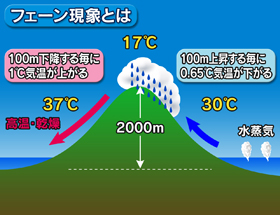 フェーン現象とは
17℃
100m下降する毎に
1℃気温が上がる
100m上昇する毎に
0.65℃気温が下がる
37℃
30℃
高温・乾燥
2000m
水蒸気